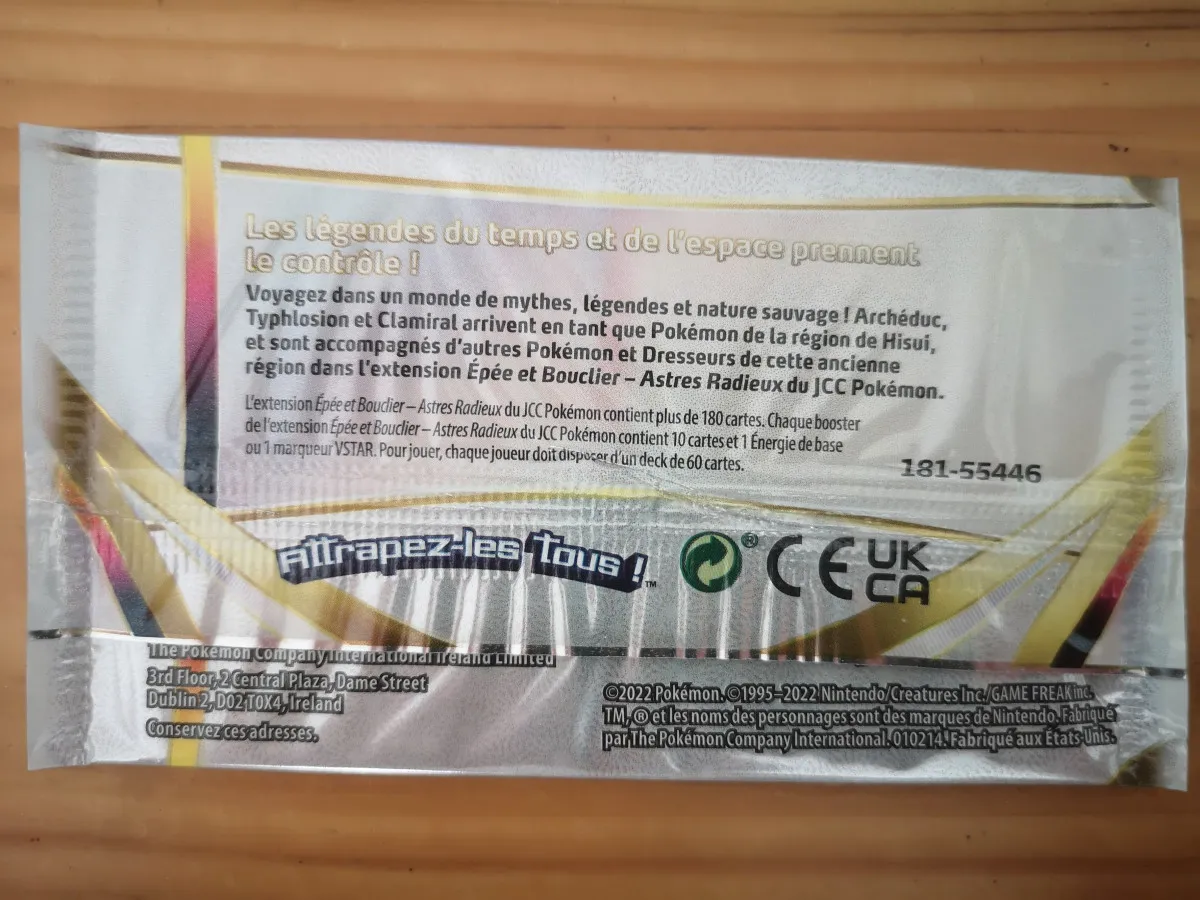 Les légendes du temps et de l'espace prennent
le contrôle !
Voyagez dans un monde de mythes, légendes et nature sauvage ! Archéduc,
Typhlosion et Clamiral arrivent en tant que Pokémon de la région de Hisui,
et sont accompagnés d'autres Pokémon et Dresseurs de cette ancienne
région dans l'extension Épée et Bouclier – Astres Radieux du JCC Pokémon.
L'extension Épée et Bouclier – Astres Radieux du JCC Pokémon contient plus de 180 cartes. Chaque booster
de l'extension Épée et Bouclier – Astres Radieux du JCC Pokémon contient 10 cartes et 1 Énergie de base
ou 1 marqueur VSTAR. Pour jouer, chaque joueur doit disposer d'un deck de 60 cartes.
181-55446
Attrapez-les Tous !™
® CE UK
CA
The Pokémon Company International Ireland Limited
3rd Floor, 2 Central Plaza, Dame Street
Dublin 2, D02 T0X4, Ireland
Conservez ces adresses.
©2022 Pokémon. ©1995–2022 Nintendo/Creatures Inc./GAME FREAK inc.
TM, ® et les noms des personnages sont des marques de Nintendo. Fabriqué
par The Pokémon Company International. 010214. Fabriqué aux États-Unis.